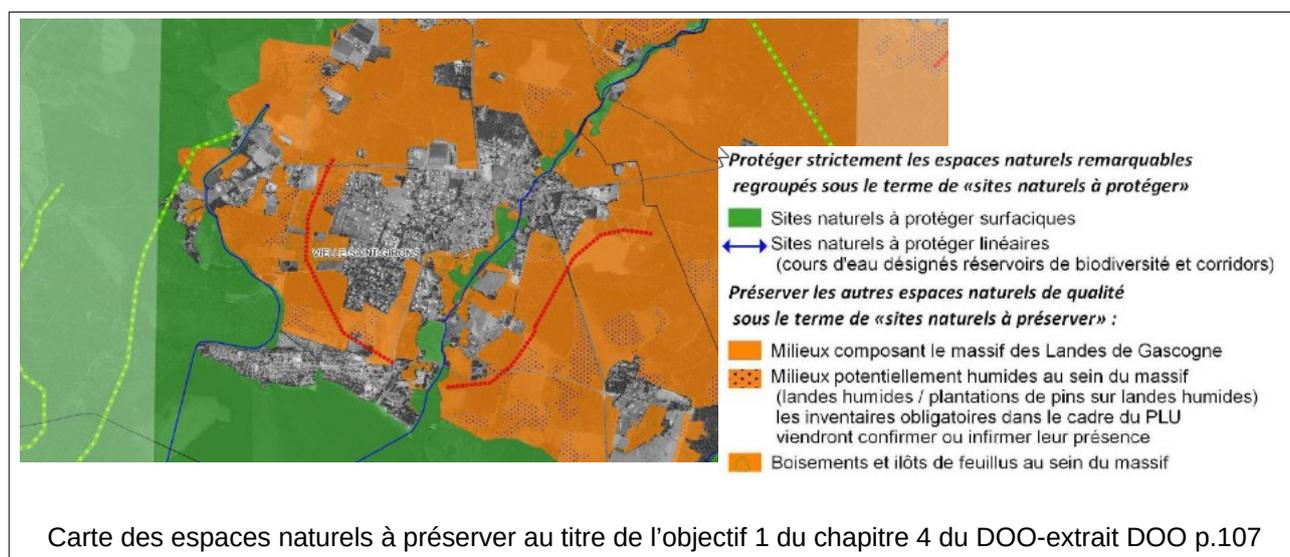 VIELLE-SAINT-GIRONS
Protéger strictement les espaces naturels remarquables
regroupés sous le terme de «sites naturels à protéger»
Sites naturels à protéger surfaciques
Sites naturels à protéger linéaires
(cours d'eau désignés réservoirs de biodiversité et corridors)
Préserver les autres espaces naturels de qualité
sous le terme de «sites naturels à préserver» :
Milieux composant le massif des Landes de Gascogne
Milieux potentiellement humides au sein du massif
(landes humides / plantations de pins sur landes humides)
les inventaires obligatoires dans le cadre du PLU
viendront confirmer ou infirmer leur présence
Boisements et ilôts de feuillus au sein du massif
Carte des espaces naturels à préserver au titre de l’objectif 1 du chapitre 4 du DOO-extrait DOO p.107